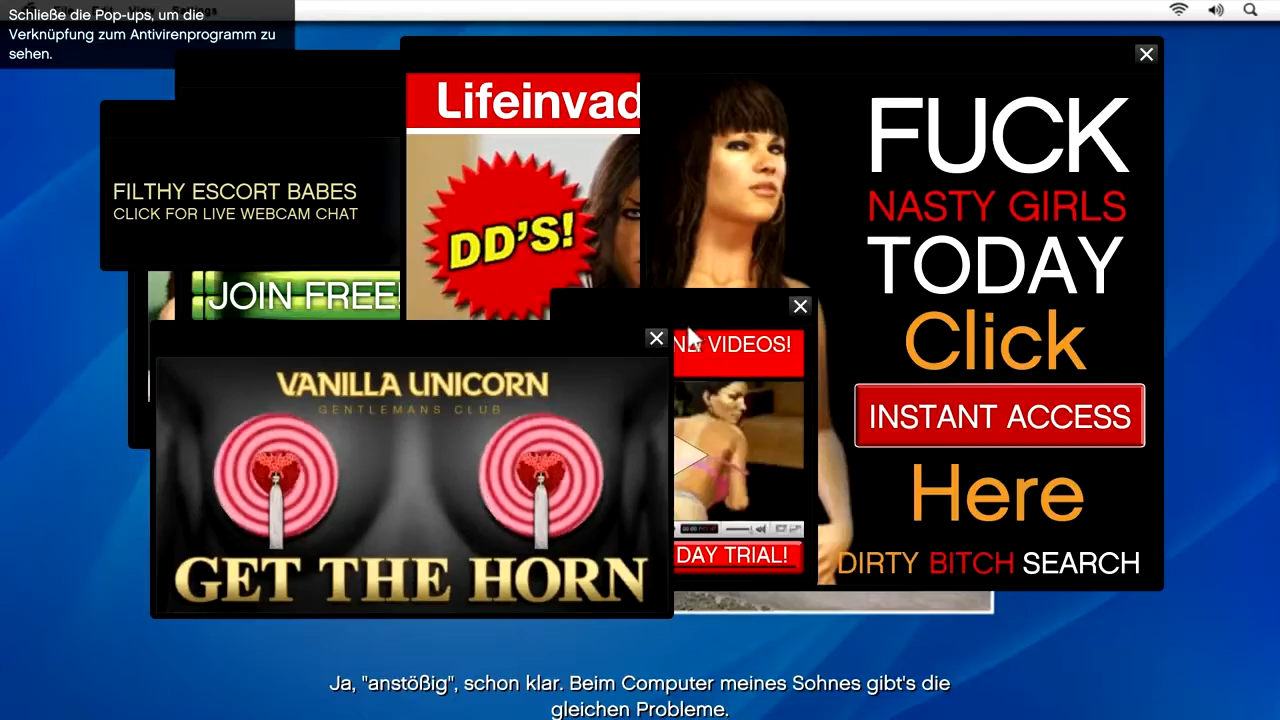 Schließe die Pop-ups, um die
Verknüpfung zum Antivirenprogramm zu
sehen.
FILTHY ESCORT BABES
CLICK FOR LIVE WEBCAM CHAT
JOIN FREE
Lifeinvad
DD'S!
FUCK
NASTY GIRLS
TODAY
Click
INSTANT ACCESS
Here
DIRTY BITCH SEARCH
VIDEOS!
DAY TRIAL!
VANILLA UNICORN
GENTLEMANS CLUB
GET THE HORN
Ja, "anstößig", schon klar. Beim Computer meines Sohnes gibt's die
gleichen Probleme.